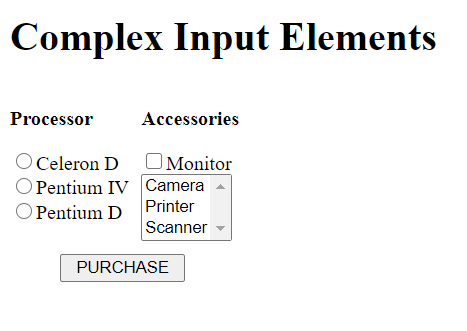 Complex Input Elements
Processor
Celeron D
Pentium IV
Pentium D
Accessories
Monitor
Camera
Printer
Scanner
PURCHASE